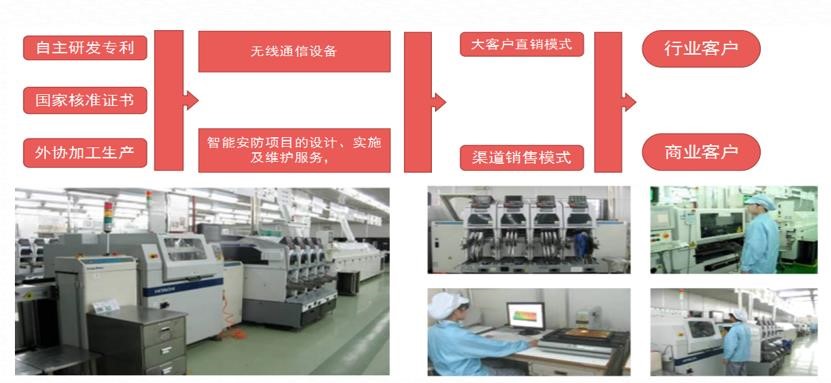 自主研发专利
国家核准证书
外协加工生产
无线通信设备
智能安防项目的设计、实施
及维护服务，
大客户直销模式
渠道销售模式
行业客户
商业客户
HITACHI